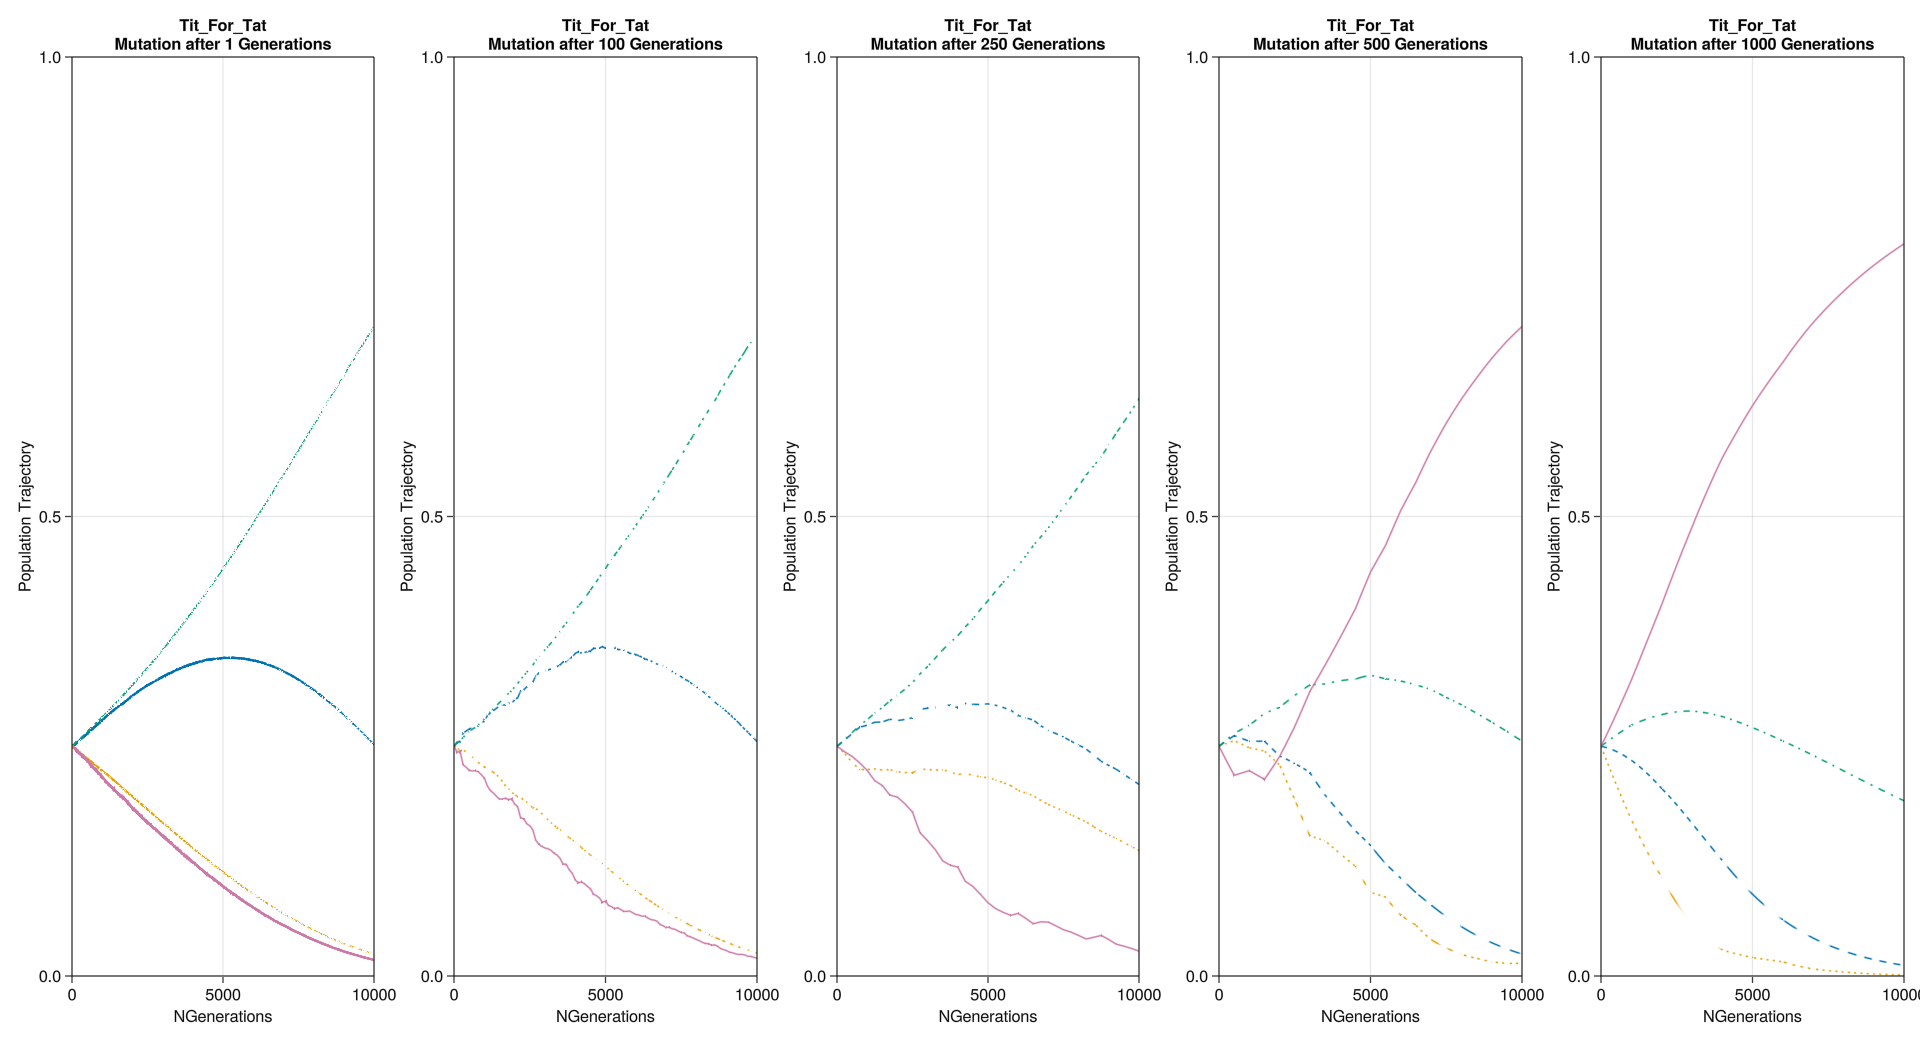 Tit_For_Tat
Mutation after 1 Generations
1.0
0.5
0.0
0
5000
10000
Population Trajectory
NGenerations
Tit_For_Tat
Mutation after 100 Generations
1.0
0.5
0.0
0
5000
10000
Population Trajectory
NGenerations
Tit_For_Tat
Mutation after 250 Generations
1.0
0.5
0.0
0
5000
10000
Population Trajectory
NGenerations
Tit_For_Tat
Mutation after 500 Generations
1.0
0.5
0.0
0
5000
10000
Population Trajectory
NGenerations
Tit_For_Tat
Mutation after 1000 Generations
1.0
0.5
0.0
0
5000
10000
Population Trajectory
NGenerations